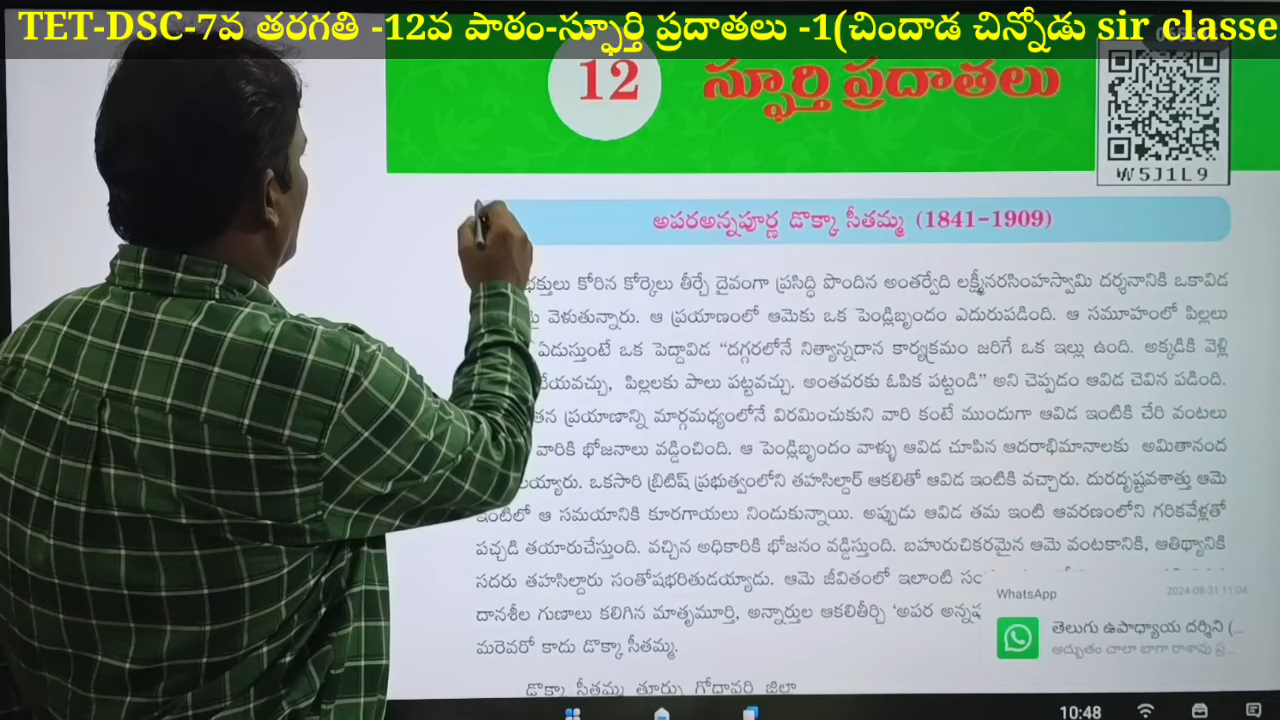 TET-DSC-7వ తరగతి -12వ పాఠం-స్ఫూర్తి ప్రదాతలు -1(చిందాడ చిన్నోడు sir classe
12 స్ఫూర్తి ప్రదాతలు
W5J1L9
అపరఅన్నపూర్ణ డొక్కా సీతమ్మ (1841-1909)
భక్తులు కోరిన కోర్కెలు తీర్చే దైవంగా ప్రసిద్ధి పొందిన అంతర్వేది లక్ష్మీనరసింహస్వామి దర్శనానికి ఒకావిడ
వెళుతున్నారు. ఆ ప్రయాణంలో ఆమెకు ఒక పెండ్లిబృందం ఎదురుపడింది. ఆ సమూహంలో పిల్లలు
ఏడుస్తుంటే ఒక పెద్దావిడ “దగ్గరలోనే నిత్యాన్నదాన కార్యక్రమం జరిగే ఒక ఇల్లు ఉంది. అక్కడికి వెళ్లి
పిల్లలకు పాలు పట్టవచ్చు. అంతవరకు ఓపిక పట్టండి” అని చెప్పడం ఆవిడ చెవిన పడింది.
తన ప్రయాణాన్ని మార్గమధ్యంలోనే విరమించుకుని వారి కంటే ముందుగా ఆవిడ ఇంటికి చేరి వంటలు
వారికి భోజనాలు వడ్డించింది. ఆ పెండ్లిబృందం వాళ్ళు ఆవిడ చూపిన ఆదరాభిమానాలకు అమితానంద
ఒకసారి బ్రిటిష్ ప్రభుత్వంలోని తహసిల్దార్ ఆకలితో ఆవిడ ఇంటికి వచ్చారు. దురదృష్టవశాత్తు ఆమె
ఇంటిలో ఆ సమయానికి కూరగాయలు నిండుకున్నాయి. అప్పుడు ఆవిడ తమ ఇంటి ఆవరణంలోని గరికవేళ్లతో
పచ్చడి తయారుచేస్తుంది. వచ్చిన అధికారికి భోజనం వడ్డిస్తుంది. బహురుచికరమైన ఆమె వంటకానికి, ఆతిథ్యానికి
సదరు తహసిల్దారు సంతోషభరితుడయ్యాడు. ఆమె జీవితంలో ఇలాంటి
దానశీల గుణాలు కలిగిన మాతృమూర్తి, అన్నార్తుల ఆకలితీర్చి ‘అపర
మరెవరో కాదు డొక్కా సీతమ్మ.
WhatsApp 2024-08-31 11:04
తెలుగు ఉపాధ్యాయ దర్శిని (...
అద్భుతం చాలా బాగా రాశావు ప్ర...
డొక్కా సీతమ్మ తూర్పు గోదావరి జిల్లా
10:48